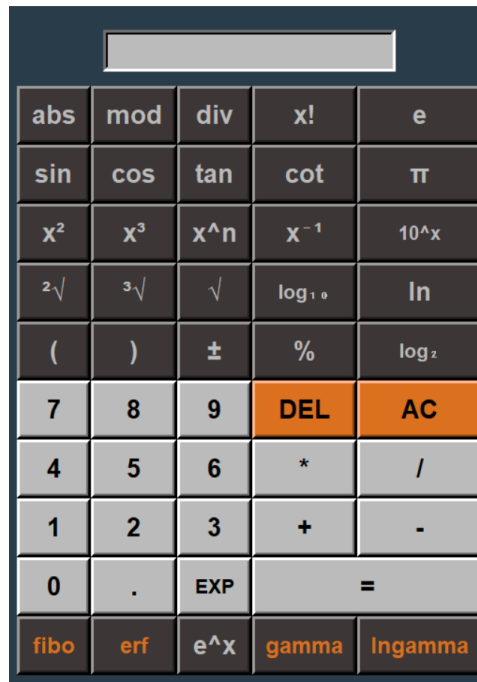 abs mod div x! e
sin cos tan cot π
x² x³ x^n x⁻¹ 10^x
²√ ³√ √ log₁₀ ln
( ) ± % log₂
7 8 9 DEL AC
4 5 6 * /
1 2 3 + -
0 . EXP =
fibo erf e^x gamma lngamma